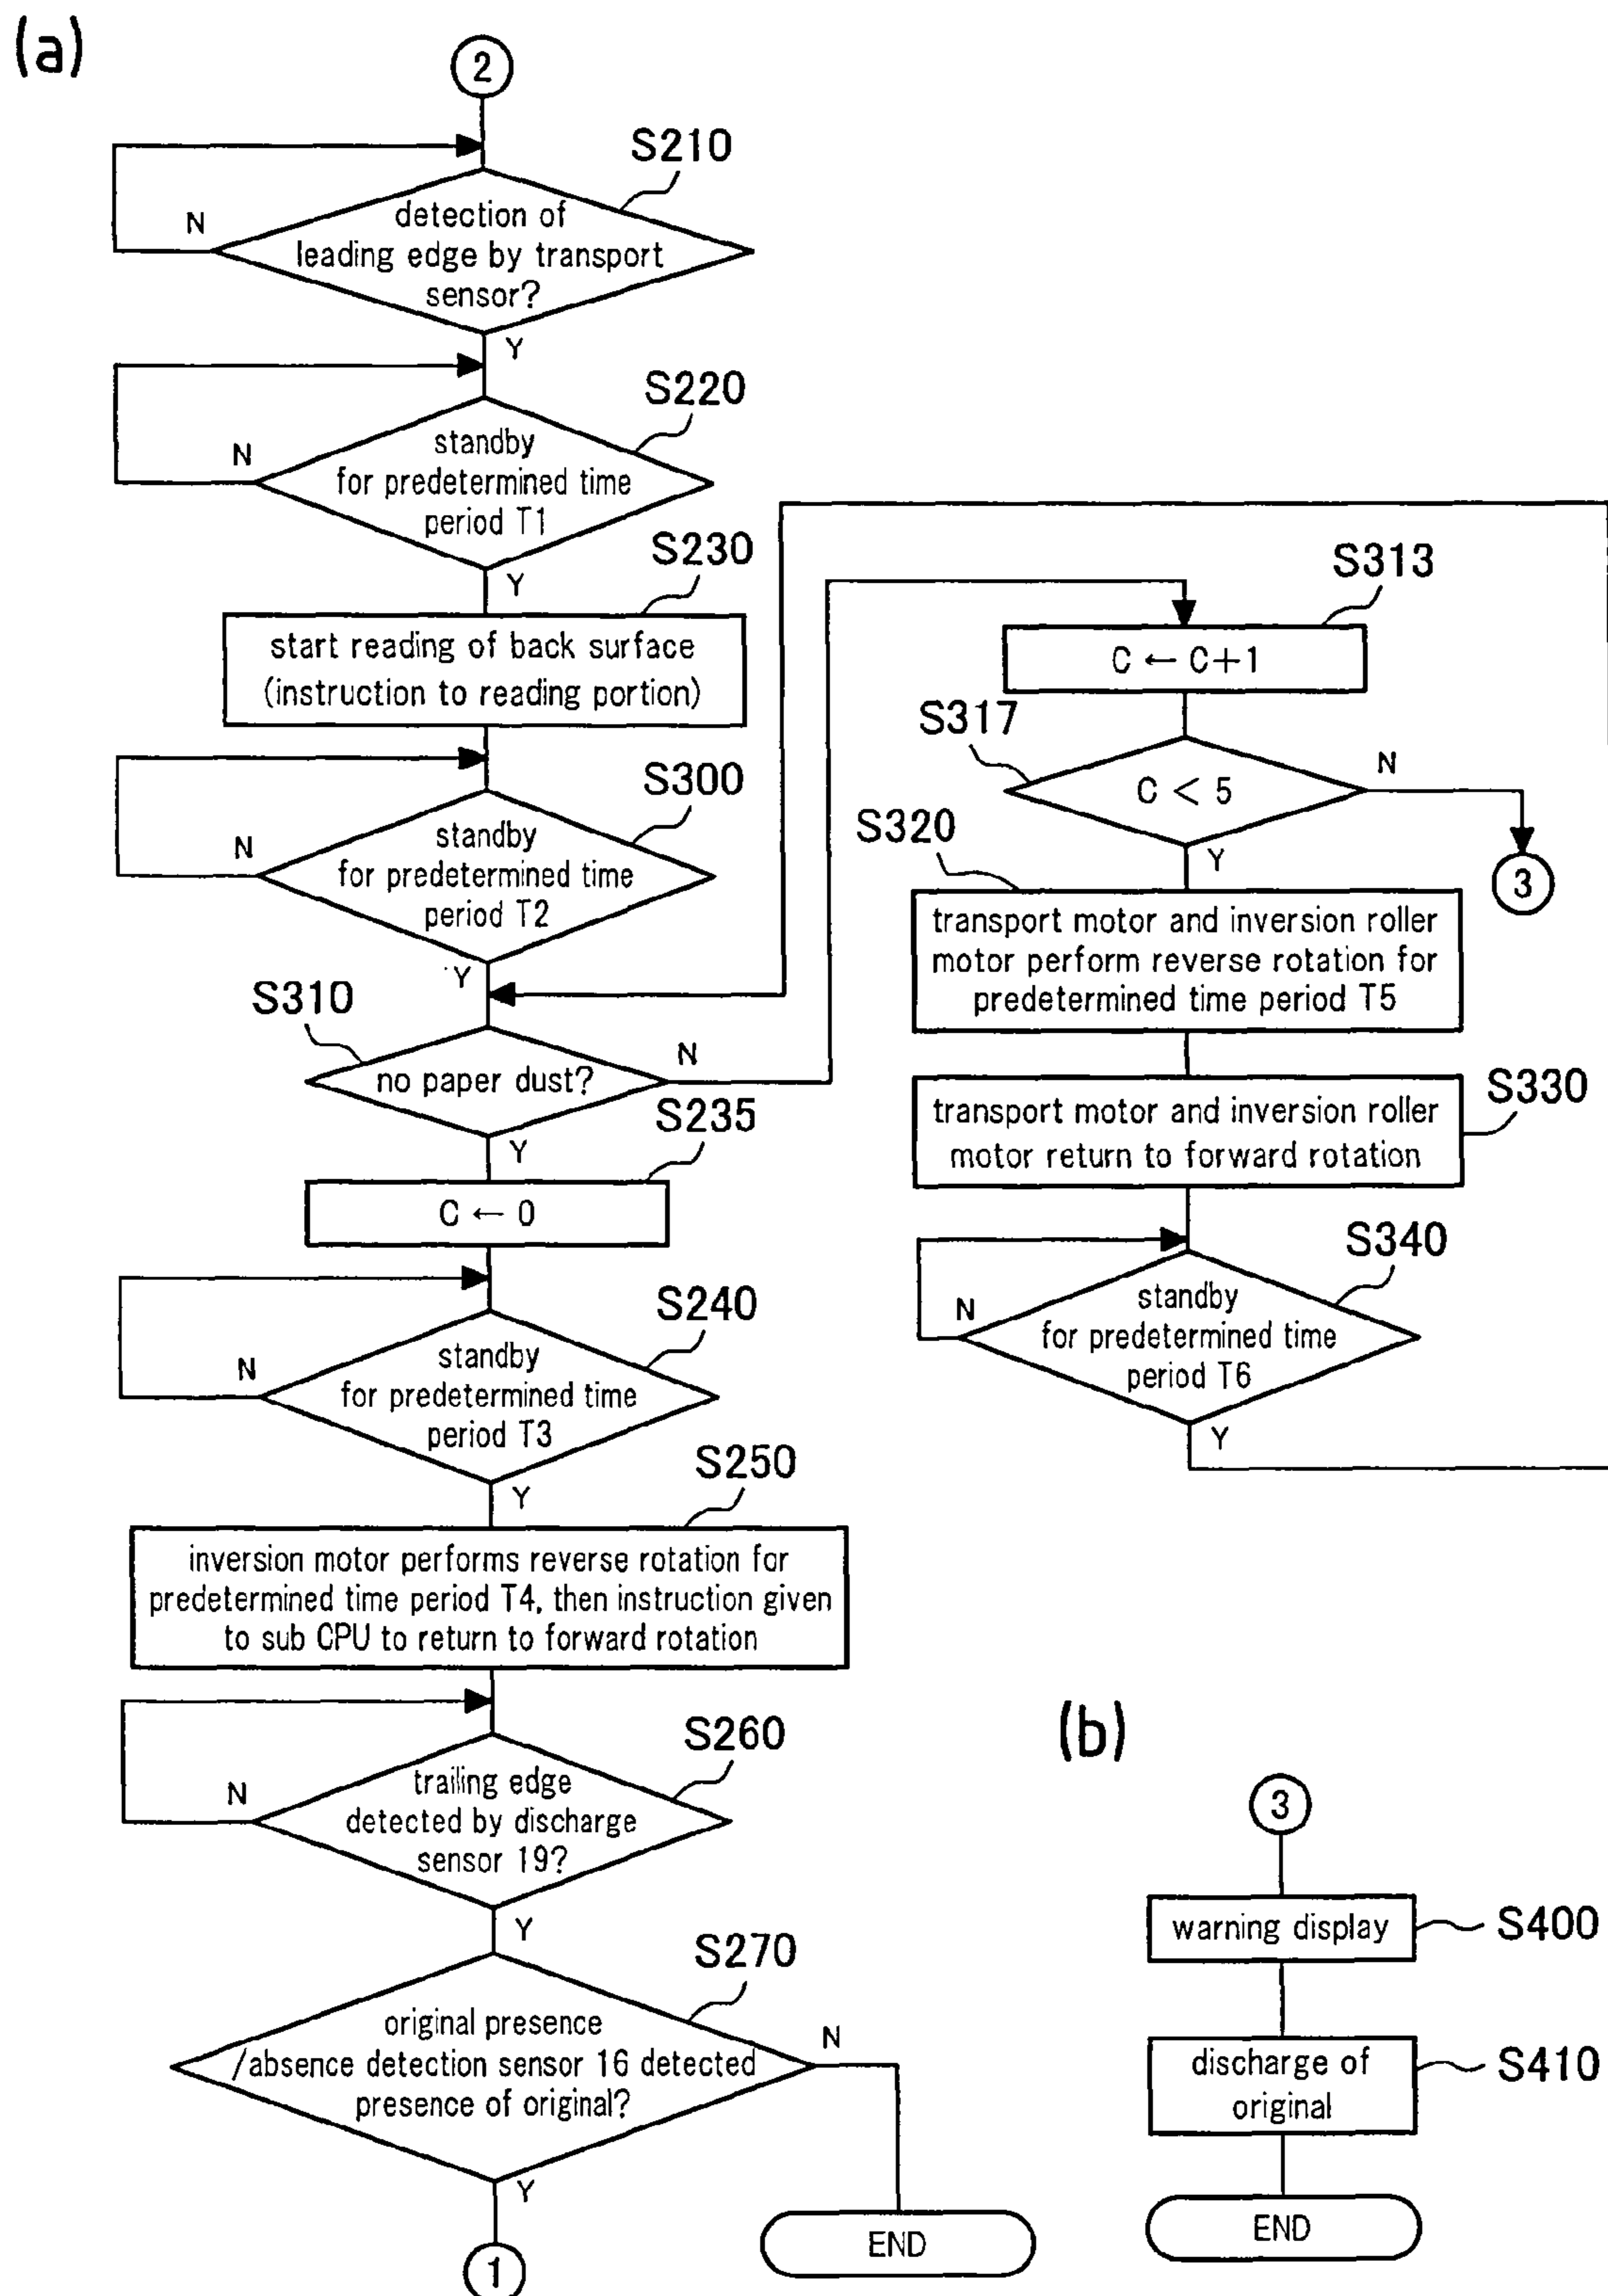 (a)
2
S210
N
detection of
leading edge by transport
sensor?
Y
S220
N
standby
for predetermined time
period T1
Y
S230
start reading of back surface
(instruction to reading portion)
S300
N
standby
for predetermined time
period T2
Y
S310
no paper dust?
N
Y
S235
C ← 0
S240
N
standby
for predetermined time
period T3
Y
S250
inversion motor performs reverse rotation for
predetermined time period T4, then instruction given
to sub CPU to return to forward rotation
S260
N
trailing edge
detected by discharge
sensor 19?
Y
S270
original presence
/absence detection sensor 16 detected
presence of original?
N
Y
1
END
S313
C ← C+1
S317
C < 5
N
Y
3
S320
transport motor and inversion roller
motor perform reverse rotation for
predetermined time period T5
S330
transport motor and inversion roller
motor return to forward rotation
S340
N
standby
for predetermined time
period T6
Y
(b)
3
warning display
S400
discharge of
original
S410
END